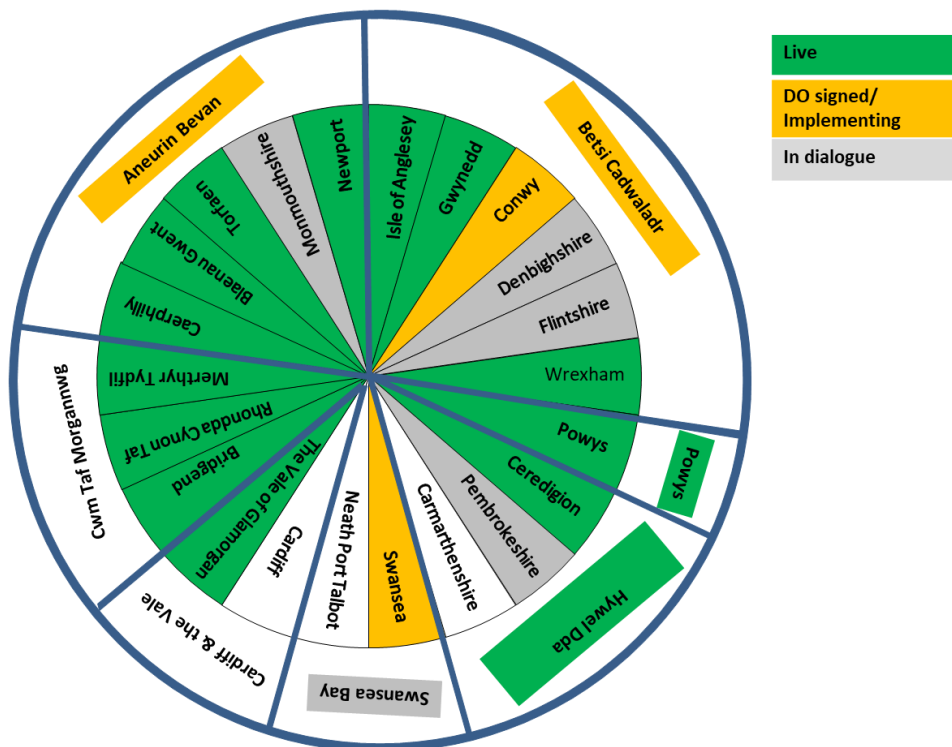 Live
DO signed/
Implementing
In dialogue
Aneurin Bevan
Betsi Cadwaladr
Powys
Hywel Dda
Swansea Bay
Cardiff & the Vale
Cwm Taf Morgannwg
Isle of Anglesey
Gwynedd
Conwy
Denbighshire
Flintshire
Wrexham
Powys
Ceredigion
Pembrokeshire
Carmarthenshire
Swansea
Neath Port Talbot
Cardiff
The Vale of Glamorgan
Bridgend
Rhondda Cynon Taf
Merthyr Tydfil
Caerphilly
Blaenau Gwent
Torfaen
Monmouthshire
Newport